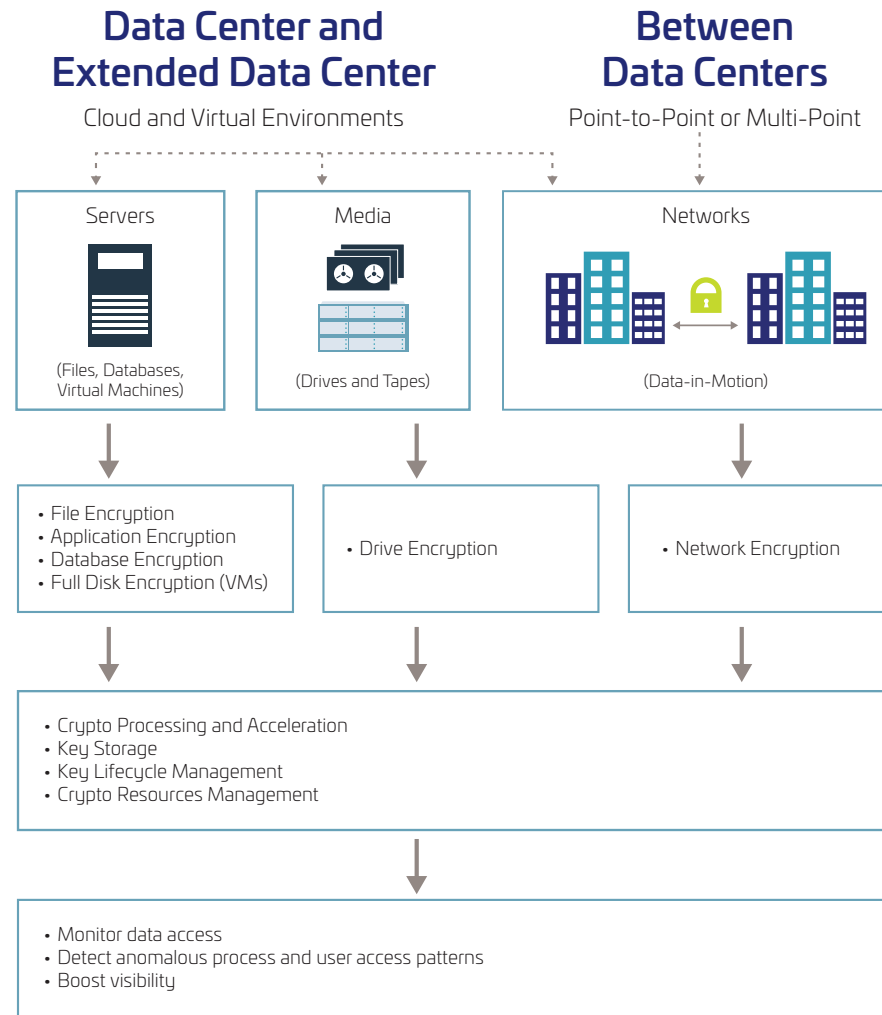 Data Center and
Extended Data Center
Cloud and Virtual Environments
Between
Data Centers
Point-to-Point or Multi-Point
Servers
(Files, Databases,
Virtual Machines)
Media
(Drives and Tapes)
Networks
(Data-in-Motion)
• File Encryption
• Application Encryption
• Database Encryption
• Full Disk Encryption (VMs)
• Drive Encryption
• Network Encryption
• Crypto Processing and Acceleration
• Key Storage
• Key Lifecycle Management
• Crypto Resources Management
• Monitor data access
• Detect anomalous process and user access patterns
• Boost visibility